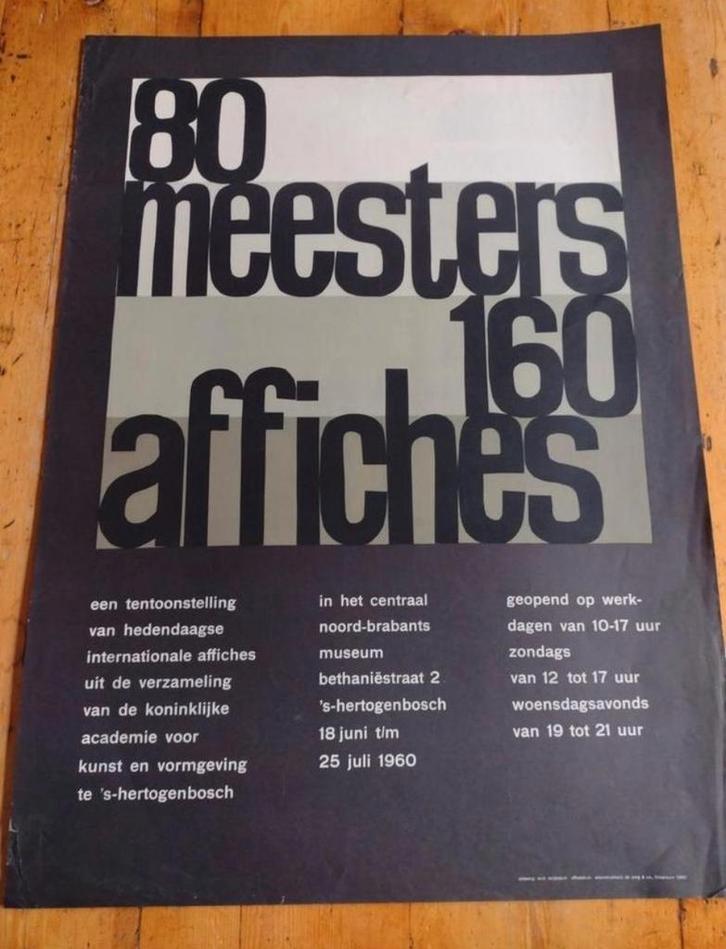 80
meesters
160
affiches
een tentoonstelling
van hedendaagse
internationale affiches
uit de verzameling
van de koninklijke
academie voor
kunst en vormgeving
te 's-hertogenbosch
in het centraal
noord-brabants
museum
bethaniëstraat 2
's-hertogenbosch
18 juni t/m
25 juli 1960
geopend op werk-
dagen van 10-17 uur
zondags
van 12 tot 17 uur
woensdagsavonds
van 19 tot 21 uur